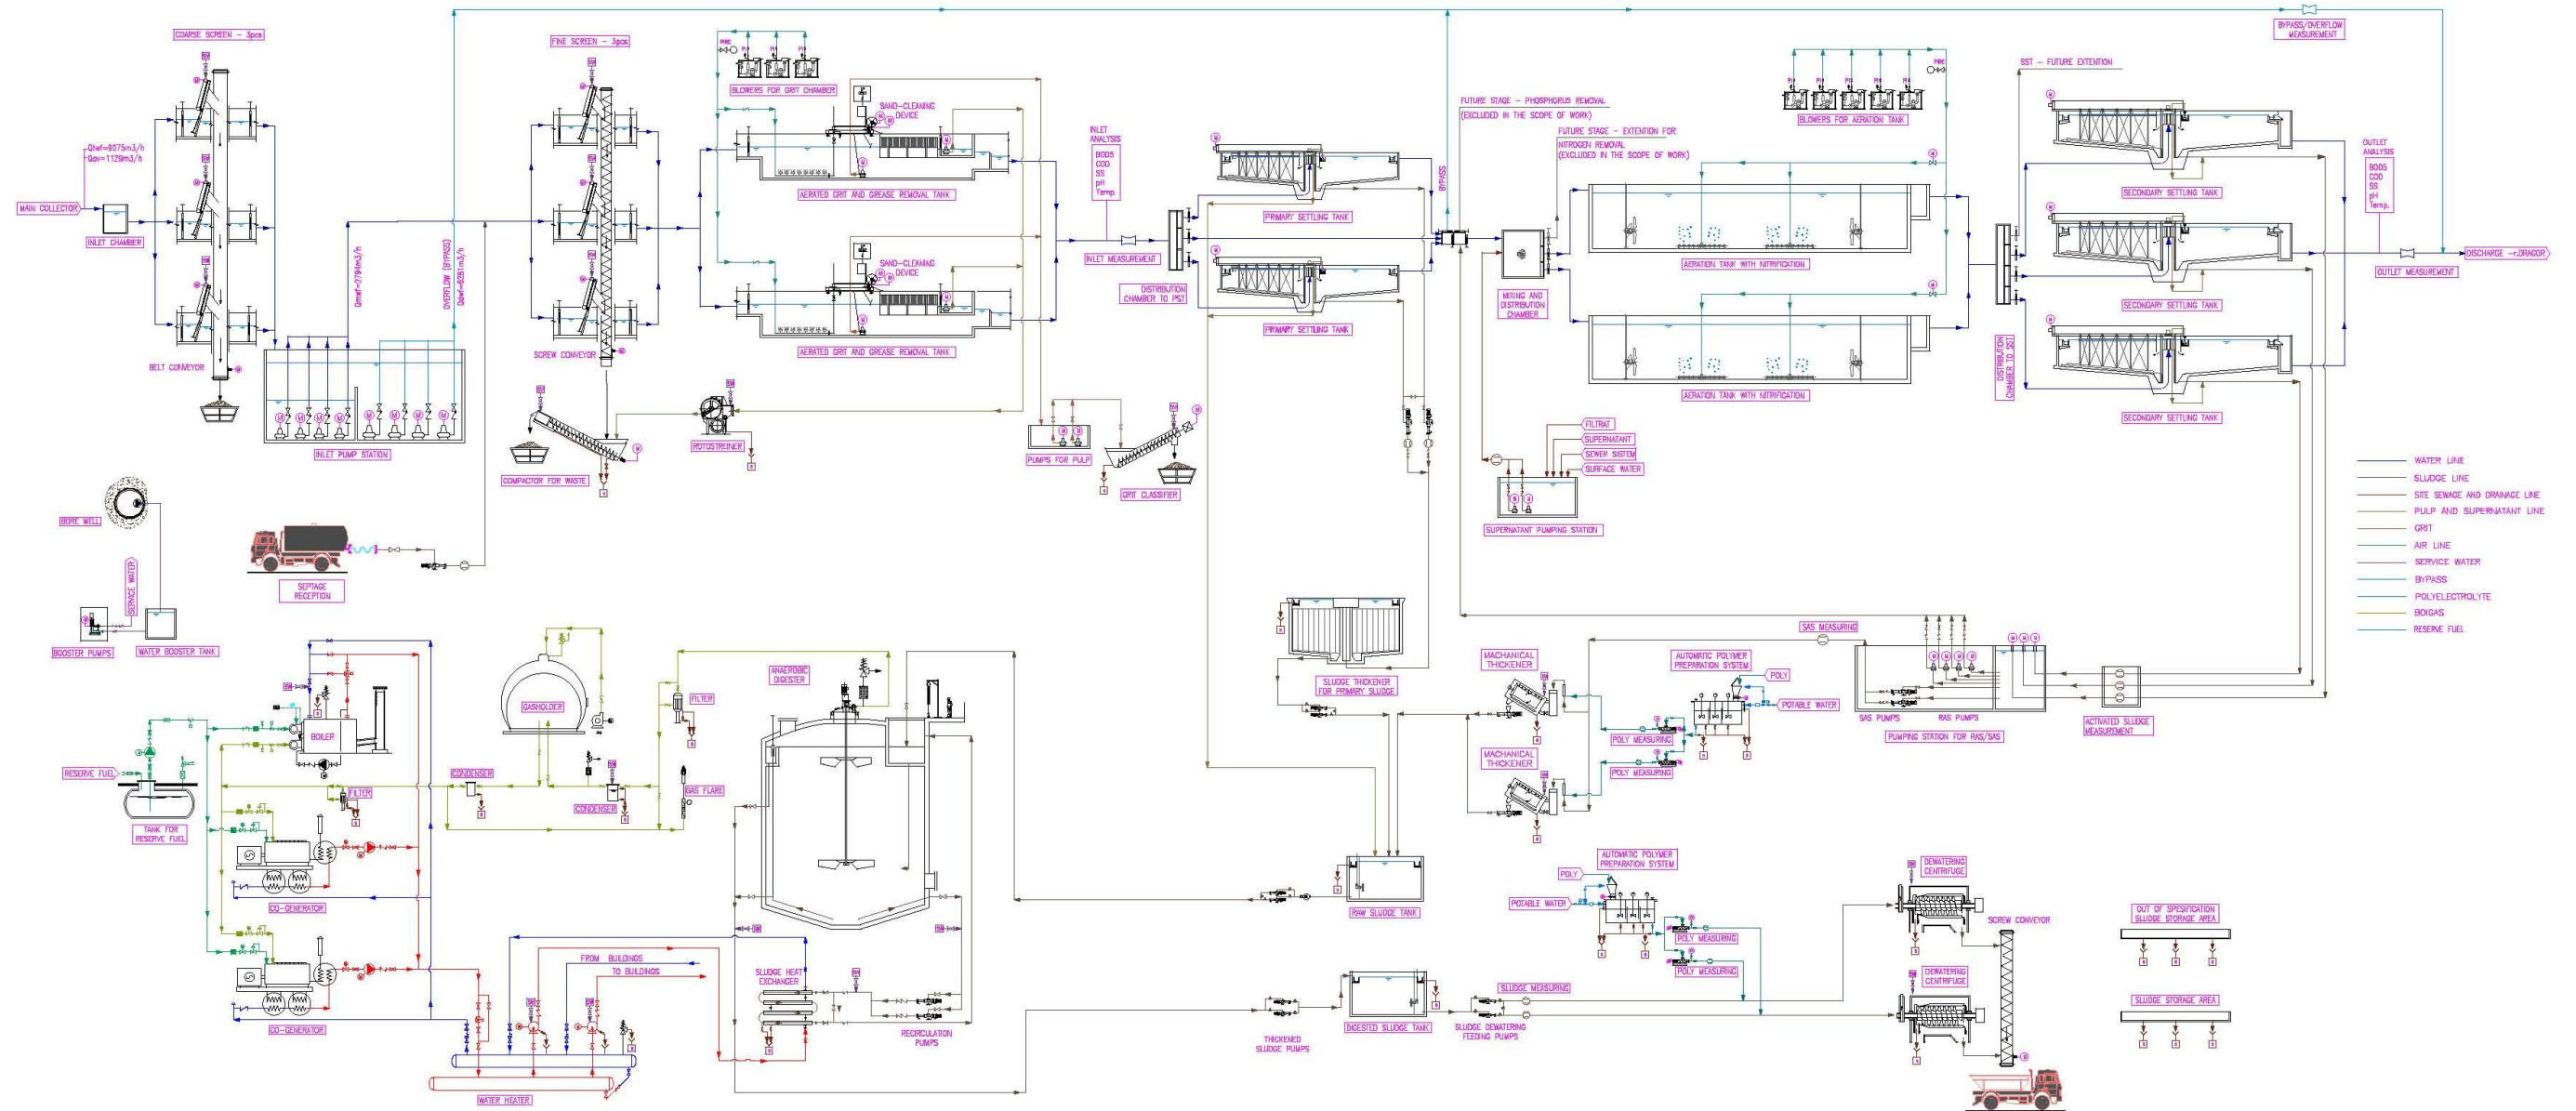 COARSE SCREEN - 3pcs
FINE SCREEN - 3pcs
BLOWERS FOR GRIT CHAMBER
SAND-CLEANING
DEVICE
AERATED GRIT AND GREASE REMOVAL TANK
SAND-CLEANING
DEVICE
AERATED GRIT AND GREASE REMOVAL TANK
MAIN COLLECTOR
INLET CHAMBER
BELT CONVEYOR
INLET PUMP STATION
OVERFLOW (BYPASS)
SCREW CONVEYOR
COMPACTOR FOR WASTE
ROTOSTREINER
PUMPS FOR PULP
GRIT CLASSIFIER
INLET
ANALYSIS
BOD5
COD
SS
pH
Temp.
INLET MEASUREMENT
DISTRIBUTION
CHAMBER TO PST
PRIMARY SETTLING TANK
PRIMARY SETTLING TANK
BYPASS
FUTURE STAGE - PHOSPHORUS REMOVAL
(EXCLUDED IN THE SCOPE OF WORK)
FUTURE STAGE - EXTENTION FOR
NITROGEN REMOVAL
(EXCLUDED IN THE SCOPE OF WORK)
MIXING AND
DISTRIBUTION
CHAMBER
BLOWERS FOR AERATION TANK
AERATION TANK WITH NITRIFICATION
AERATION TANK WITH NITRIFICATION
SST - FUTURE EXTENTION
DISTRIBUTION
CHAMBER TO SST
SECONDARY SETTLING TANK
SECONDARY SETTLING TANK
SECONDARY SETTLING TANK
BYPASS/OVERFLOW
MEASUREMENT
OUTLET
ANALYSIS
BOD5
COD
SS
pH
Temp.
OUTLET MEASUREMENT
DISCHARGE -r.DRAGOR
FILTRAT
SUPERNATANT
SEWER SISTEM
SURFACE WATER
SUPERNATANT PUMPING STATION
WATER LINE
SLUDGE LINE
SITE SEWAGE AND DRAINAGE LINE
PULP AND SUPERNATANT LINE
GRIT
AIR LINE
SERVICE WATER
BYPASS
POLYELECTROLYTE
BOIGAS
RESERVE FUEL
BORE WELL
SERVICE WATER
BOOSTER PUMPS
WATER BOOSTER TANK
SEPTAGE
RECEPTION
BOILER
RESERVE FUEL
TANK FOR
RESERVE FUEL
FILTER
CO-GENERATOR
CO-GENERATOR
GASHOLDER
CONDENSER
CONDENSER
FILTER
GAS FLARE
ANAEROBIC
DIGESTER
FROM BUILDINGS
TO BUILDINGS
WATER HEATER
SLUDGE HEAT
EXCHANGER
RECIRCULATION
PUMPS
SLUDGE THICKENER
FOR PRIMARY SLUDGE
MACHANICAL
THICKENER
MACHANICAL
THICKENER
AUTOMATIC POLYMER
PREPARATION SYSTEM
POLY
POTABLE WATER
POLY MEASURING
POLY MEASURING
SAS MEASURING
SAS PUMPS
RAS PUMPS
PUMPING STATION FOR RAS/SAS
ACTIVATED SLUDGE
MEASUREMENT
RAW SLUDGE TANK
AUTOMATIC POLYMER
PREPARATION SYSTEM
POLY
POTABLE WATER
POLY MEASURING
POLY MEASURING
THICKENED
SLUDGE PUMPS
DIGESTED SLUDGE TANK
SLUDGE DEWATERING
FEEDING PUMPS
SLUDGE MEASURING
DEWATERING
CENTRIFUGE
DEWATERING
CENTRIFUGE
SCREW CONVEYOR
OUT OF SPESIFICATION
SLUDGE STORAGE AREA
SLUDGE STORAGE AREA